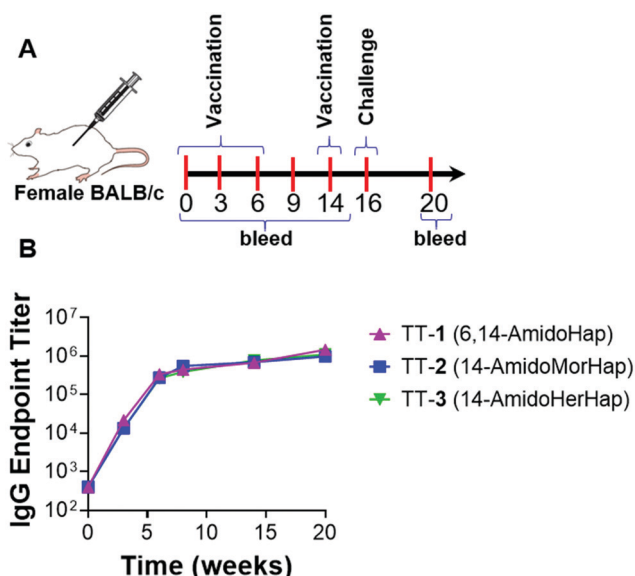 A
Vaccination
Vaccination
Challenge
Female BALB/c
0 3 6 9 14 16 20
bleed
bleed
B
IgG Endpoint Titer
10⁷
10⁶
10⁵
10⁴
10³
10²
0 5 10 15 20
Time (weeks)
TT-1 (6,14-AmidoHap)
TT-2 (14-AmidoMorHap)
TT-3 (14-AmidoHerHap)